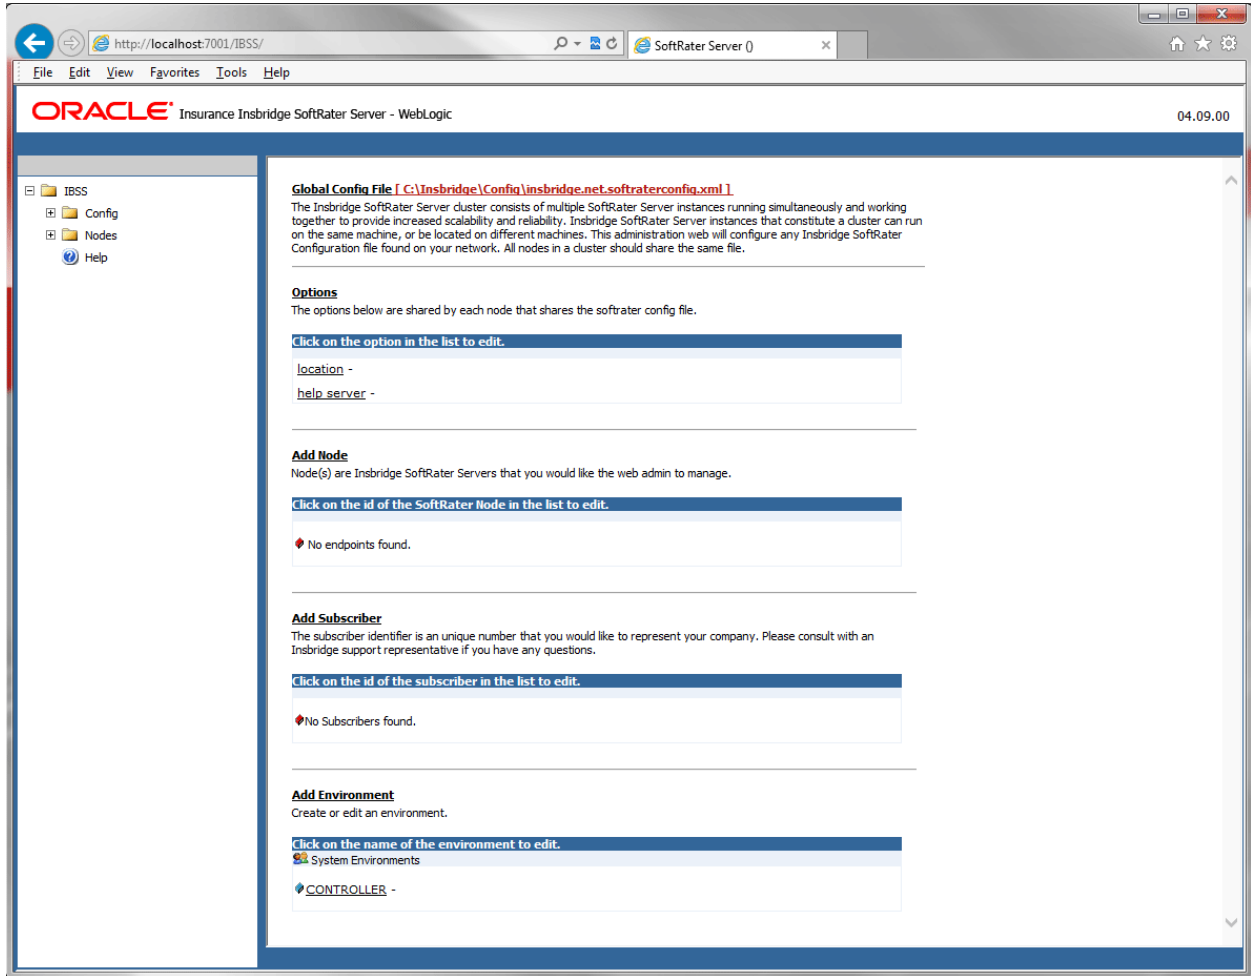 http://localhost:7001/IBSS/
SoftRater Server ()
File Edit View Favorites Tools Help
ORACLE Insurance Insbridge SoftRater Server - WebLogic
04.09.00
IBSS
Config
Nodes
Help
Global Config File [ C:\Insbridge\Config\insbridge.net.softraterconfig.xml ]
The Insbridge SoftRater Server cluster consists of multiple SoftRater Server instances running simultaneously and working
together to provide increased scalability and reliability. Insbridge SoftRater Server instances that constitute a cluster can run
on the same machine, or be located on different machines. This administration web will configure any Insbridge SoftRater
Configuration file found on your network. All nodes in a cluster should share the same file.
Options
The options below are shared by each node that shares the softrater config file.
Click on the option in the list to edit.
location -
help server -
Add Node
Node(s) are Insbridge SoftRater Servers that you would like the web admin to manage.
Click on the id of the SoftRater Node in the list to edit.
No endpoints found.
Add Subscriber
The subscriber identifier is an unique number that you would like to represent your company. Please consult with an
Insbridge support representative if you have any questions.
Click on the id of the subscriber in the list to edit.
No Subscribers found.
Add Environment
Create or edit an environment.
Click on the name of the environment to edit.
System Environments
CONTROLLER -